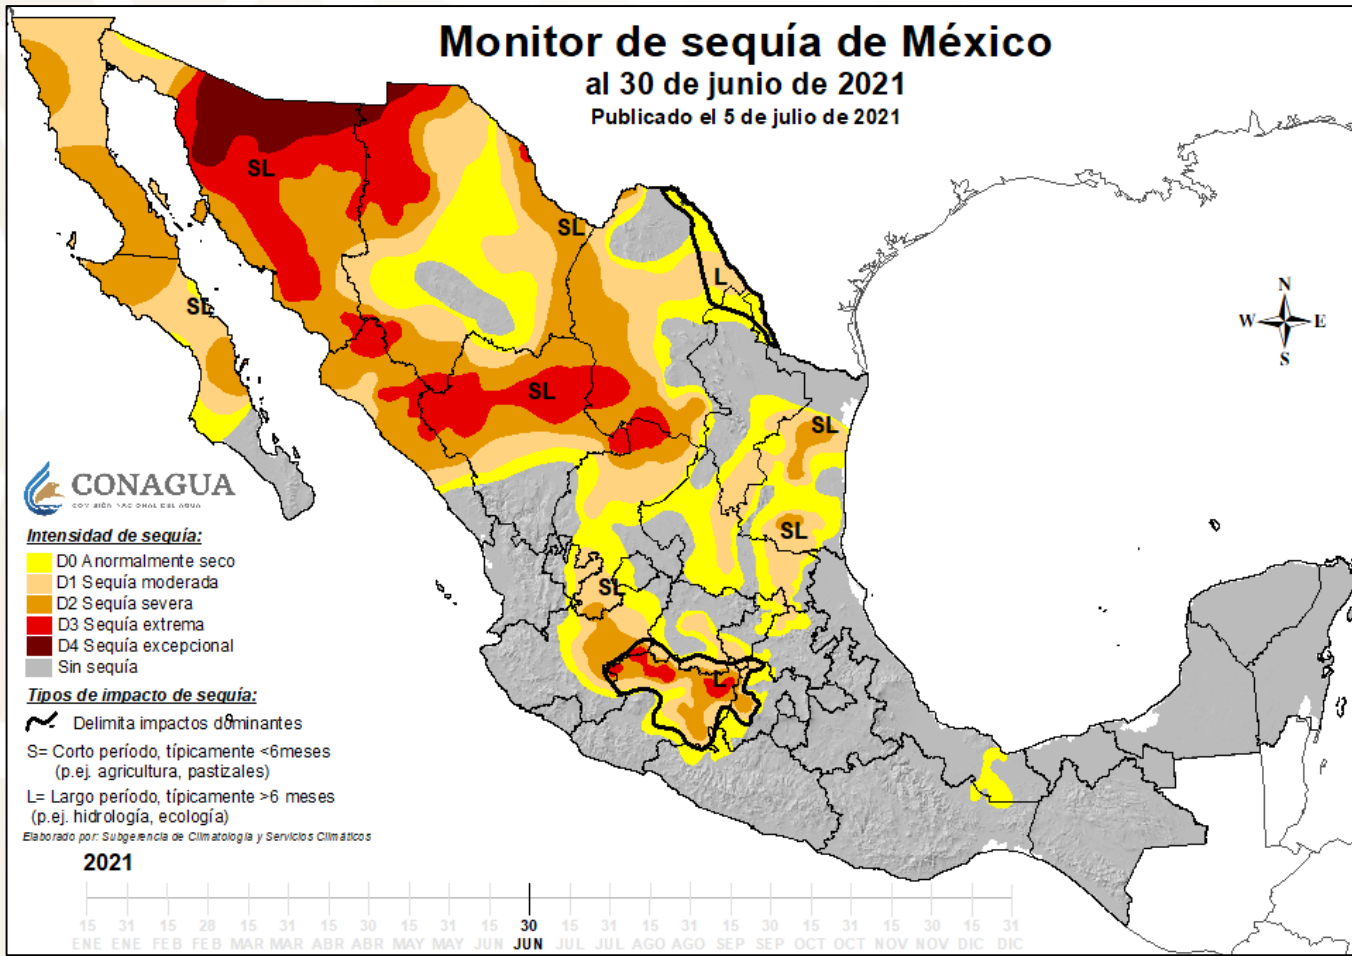 Monitor de sequía de México
al 30 de junio de 2021
Publicado el 5 de julio de 2021
SL
SL
SL
L
N
W E
S
SL
SL
SL
SL
L
CONAGUA
COMISIÓN NACIONAL DEL AGUA
Intensidad de sequía:
D0 Anormalmente seco
D1 Sequía moderada
D2 Sequía severa
D3 Sequía extrema
D4 Sequía excepcional
Sin sequía
Tipos de impacto de sequía:
Delimita impactos dominantes
S= Corto período, típicamente <6meses
(p.ej. agricultura, pastizales)
L= Largo período, típicamente >6 meses
(p.ej. hidrología, ecología)
Elaborado por: Subgerencia de Climatología y Servicios Climáticos
2021
15 31 15 28 15 31 15 30 15 31 15 30 15 31 15 31 15 30 15 31 15 30 15 31
ENE ENE FEB FEB MAR MAR ABR ABR MAY MAY JUN JUN JUL JUL AGO AGO SEP SEP OCT OCT NOV NOV DIC DIC